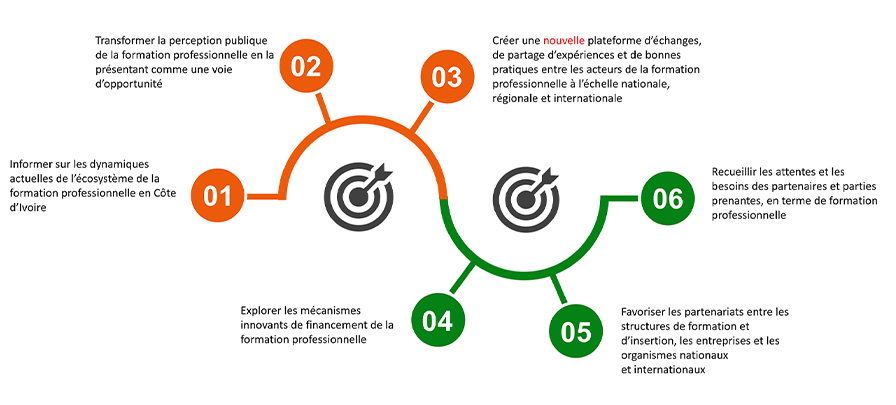 01
Informer sur les dynamiques
actuelles de l'écosystème de la
formation professionnelle en Côte
d'Ivoire
02
Transformer la perception publique
de la formation professionnelle en la
présentant comme une voie
d'opportunité
03
Créer une nouvelle plateforme d'échanges,
de partage d'expériences et de bonnes
pratiques entre les acteurs de la formation
professionnelle à l'échelle nationale,
régionale et internationale
04
Explorer les mécanismes
innovants de financement de la
formation professionnelle
05
Favoriser les partenariats entre les
structures de formation et
d'insertion, les entreprises et les
organismes nationaux
et internationaux
06
Recueillir les attentes et les
besoins des partenaires et parties
prenantes, en terme de formation
professionnelle